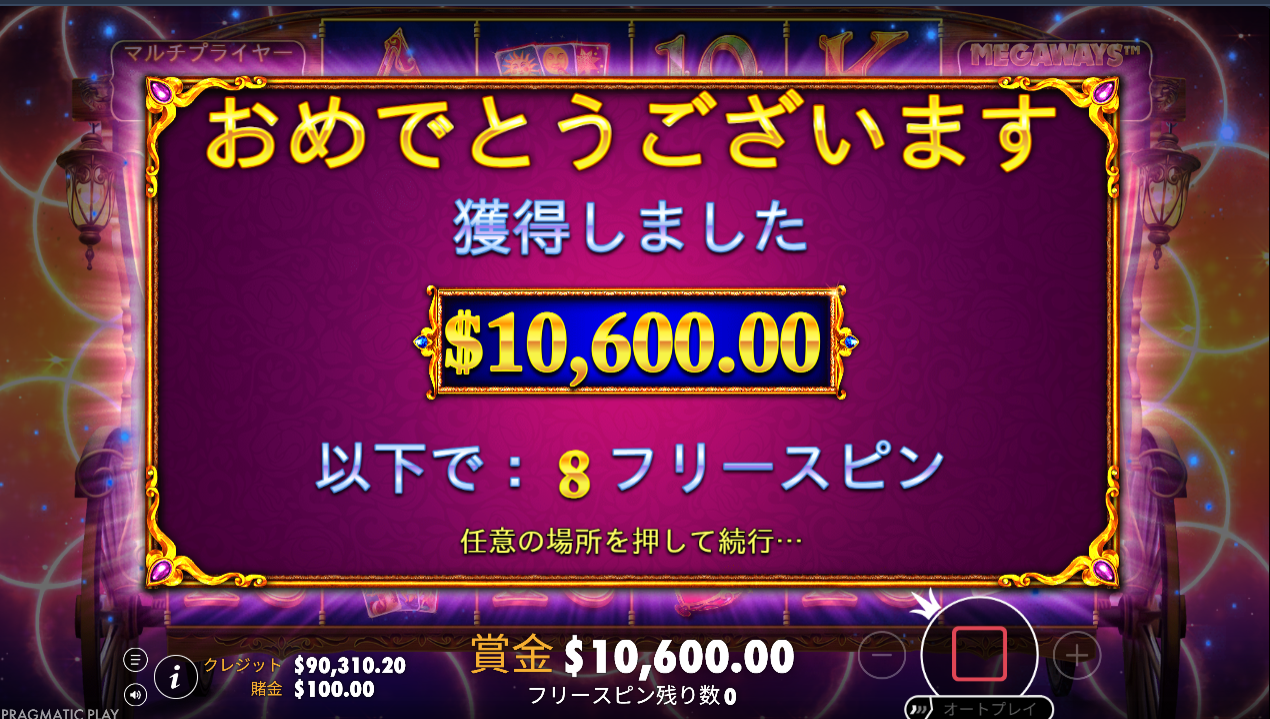 マルチプライヤー
MEGAWAYS™
A 10 K
おめでとうございます
獲得しました
$10,600.00
以下で： 8 フリースピン
任意の場所を押して続行…
クレジット $90,310.20
賭金 $100.00
賞金 $10,600.00
フリースピン残り数 0
オートプレイ
PRAGMATIC PLAY